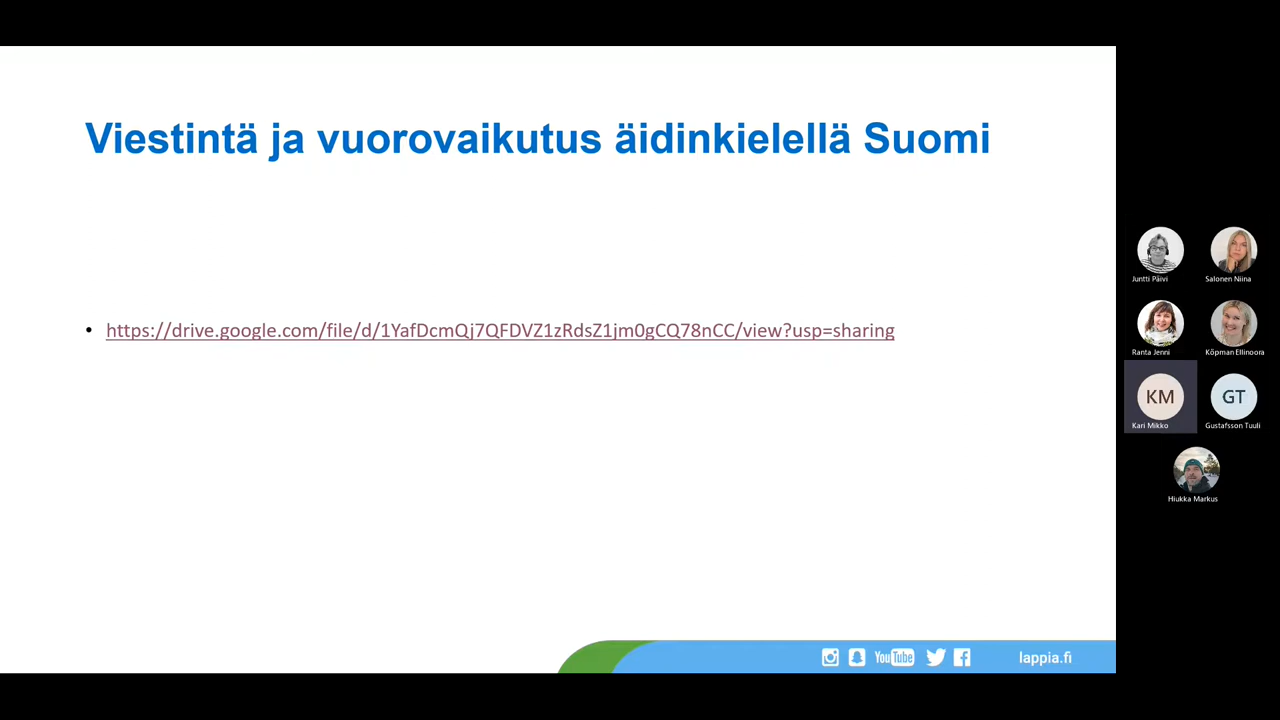 Viestintä ja vuorovaikutus äidinkielellä Suomi
• https://drive.google.com/file/d/1YafDcmQj7QFDVZ1zRdsZ1jm0gCQ78nCC/view?usp=sharing
Juntti Päivi
Salonen Niina
Ranta Jenni
Köpman Ellinoora
KM
GT
Kari Mikko
Gustafsson Tuuli
Hiukka Markus
YouTube
lappia.fi